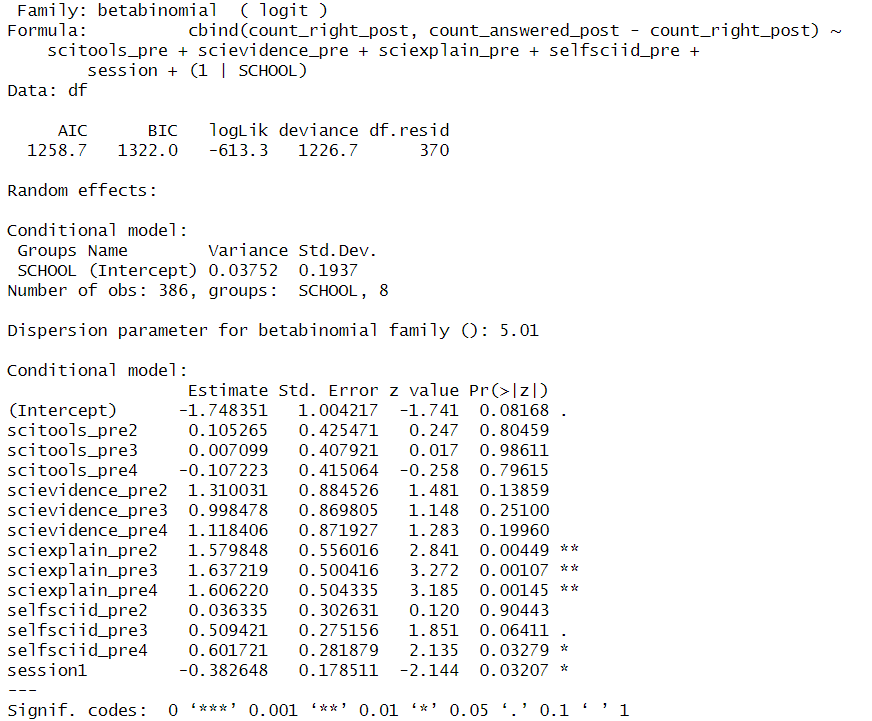 Family: betabinomial  ( logit )
Formula:          cbind(count_right_post, count_answered_post - count_right_post) ~
    scitools_pre + scievidence_pre + sciexplain_pre + selfsciid_pre +
        session + (1 | SCHOOL)
Data: df

     AIC      BIC   logLik deviance df.resid
  1258.7   1322.0   -613.3   1226.7      370

Random effects:

Conditional model:
 Groups Name        Variance Std.Dev.
 SCHOOL (Intercept) 0.03752  0.1937
Number of obs: 386, groups:  SCHOOL, 8

Dispersion parameter for betabinomial family (): 5.01

Conditional model:
                  Estimate Std. Error z value Pr(>|z|)
(Intercept)      -1.748351   1.004217  -1.741  0.08168 .
scitools_pre2     0.105265   0.425471   0.247  0.80459
scitools_pre3     0.007099   0.407921   0.017  0.98611
scitools_pre4    -0.107223   0.415064  -0.258  0.79615
scievidence_pre2  1.310031   0.884526   1.481  0.13859
scievidence_pre3  0.998478   0.869805   1.148  0.25100
scievidence_pre4  1.118406   0.871927   1.283  0.19960
sciexplain_pre2   1.579848   0.556016   2.841  0.00449 **
sciexplain_pre3   1.637219   0.500416   3.272  0.00107 **
sciexplain_pre4   1.606220   0.504335   3.185  0.00145 **
selfsciid_pre2    0.036335   0.302631   0.120  0.90443
selfsciid_pre3    0.509421   0.275156   1.851  0.06411 .
selfsciid_pre4    0.601721   0.281879   2.135  0.03279 *
session1         -0.382648   0.178511  -2.144  0.03207 *
---
Signif. codes:  0 ‘***’ 0.001 ‘**’ 0.01 ‘*’ 0.05 ‘.’ 0.1 ‘ ’ 1